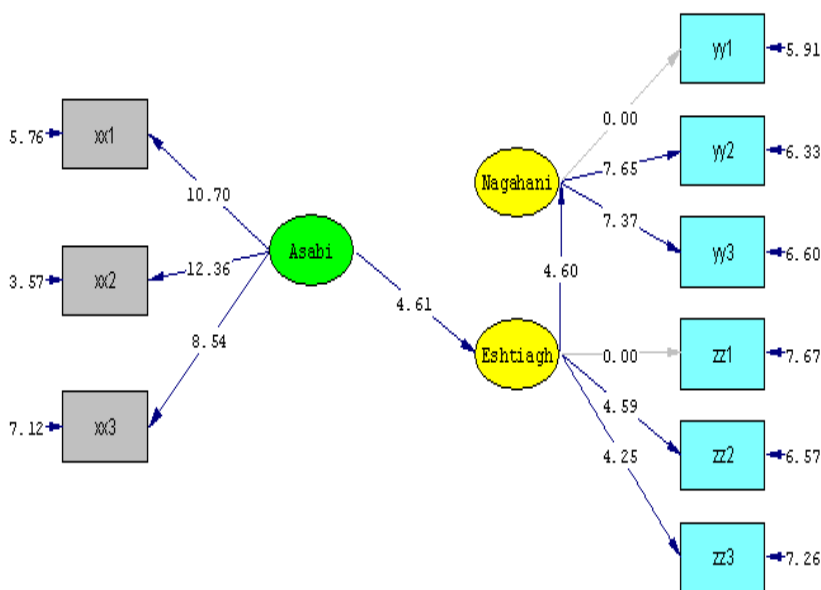 yy1
5.91
xx1
5.76
0.00
yy2
6.33
10.70
Nagahani
7.65
7.37
Asabi
yy3
6.60
xx2
3.57
12.36
4.60
4.61
8.54
zz1
7.67
Eshtiagh
0.00
4.59
xx3
7.12
4.25
zz2
6.57
zz3
7.26